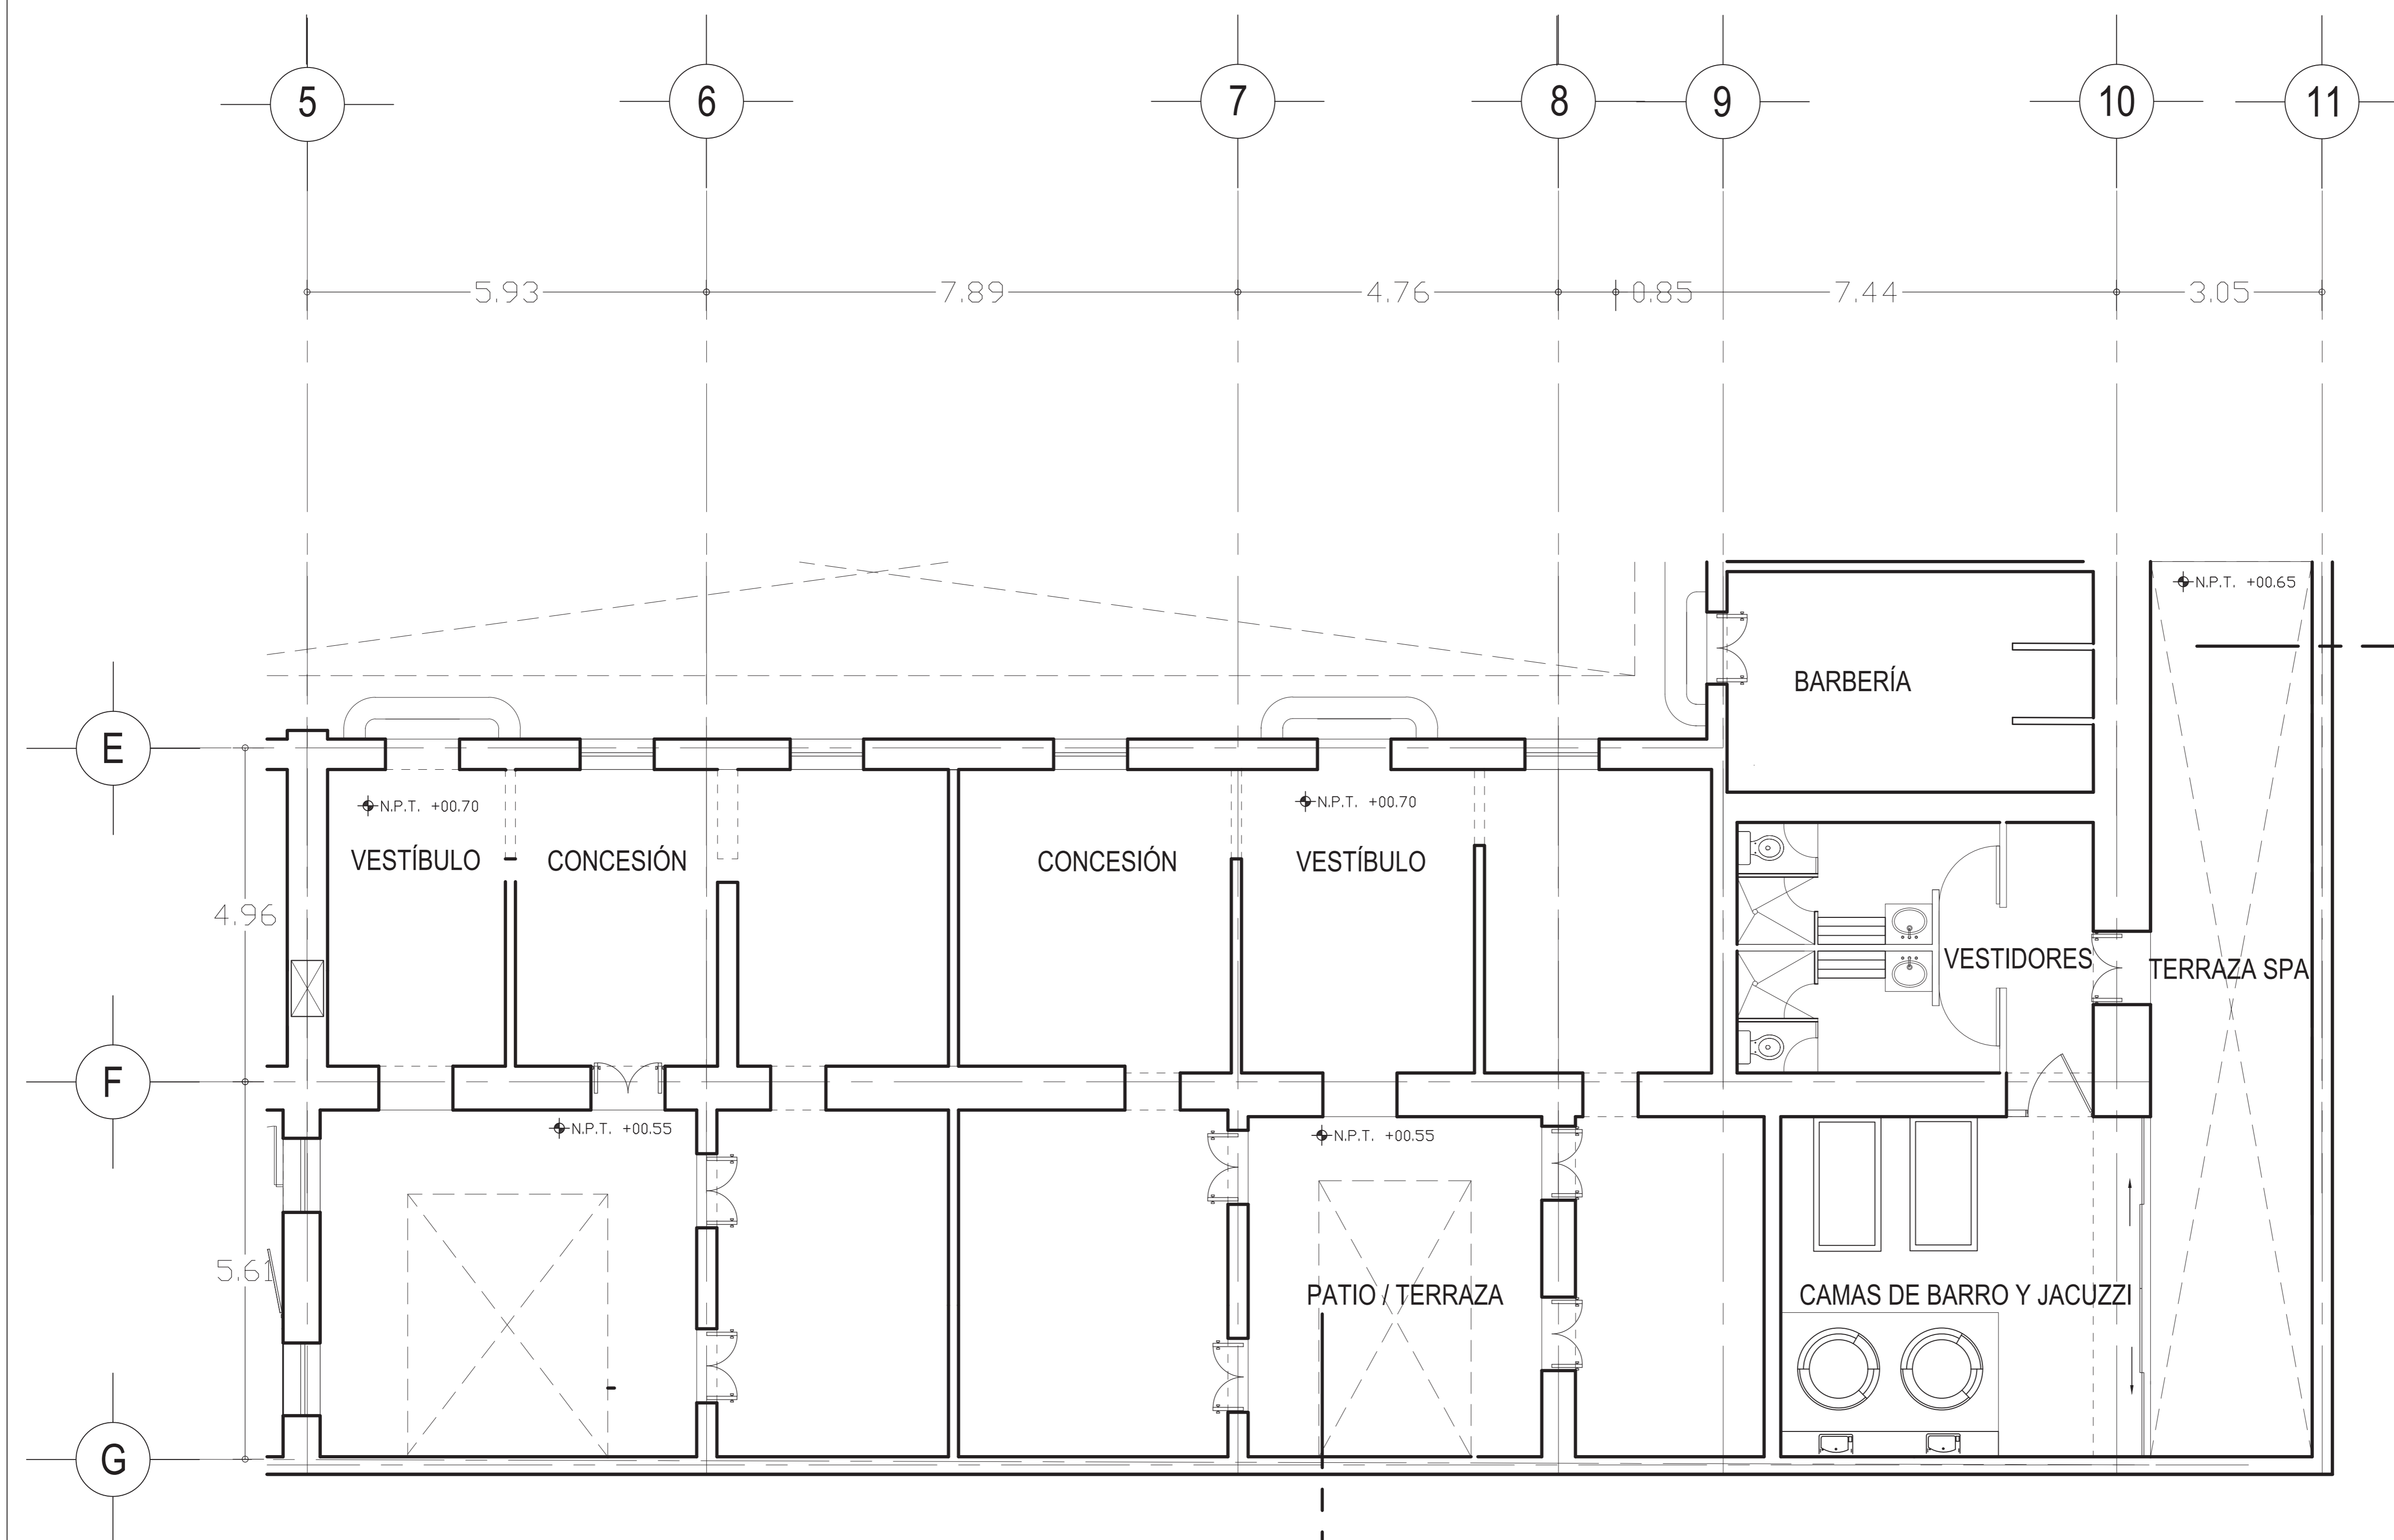 5 6 7 8 9 10 11
5.93 7.89 4.76 0.85 7.44 3.05
N.P.T. +00.65
BARBERÍA
E
N.P.T. +00.70 N.P.T. +00.70
VESTÍBULO CONCESIÓN CONCESIÓN VESTÍBULO
4.96
VESTIDORES TERRAZA SPA
F
N.P.T. +00.55 N.P.T. +00.55
5.61
PATIO / TERRAZA CAMAS DE BARRO Y JACUZZI
G